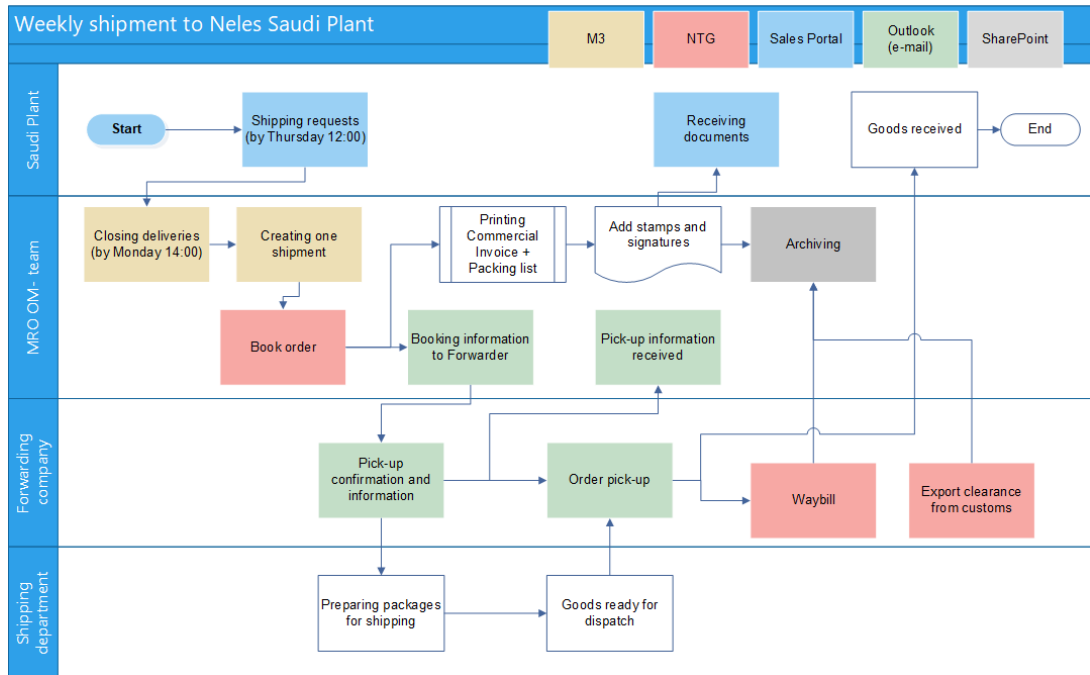 Weekly shipment to Neles Saudi Plant
M3
NTG
Sales Portal
Outlook
(e-mail)
SharePoint
Saudi Plant
Start
Shipping requests
(by Thursday 12:00)
Receiving
documents
Goods received
End
MRO OM- team
Closing deliveries
(by Monday 14:00)
Creating one
shipment
Printing
Commercial
Invoice +
Packing list
Add stamps and
signatures
Archiving
Book order
Booking information
to Forwarder
Pick-up information
received
Forwarding
company
Pick-up
confirmation and
information
Order pick-up
Waybill
Export clearance
from customs
Shipping
department
Preparing packages
for shipping
Goods ready for
dispatch